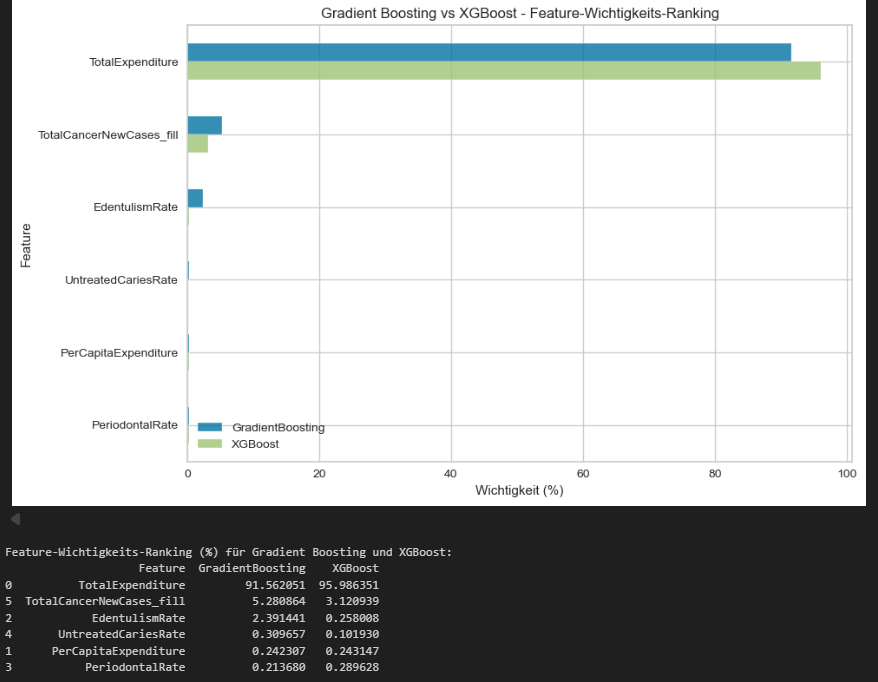 Gradient Boosting vs XGBoost - Feature-Wichtigkeits-Ranking
TotalExpenditure
TotalCancerNewCases_fill
EdentulismRate
UntreatedCariesRate
PerCapitaExpenditure
PeriodontalRate
Feature
GradientBoosting
XGBoost
0 20 40 60 80 100
Wichtigkeit (%)
Feature-Wichtigkeits-Ranking (%) für Gradient Boosting und XGBoost:
Feature GradientBoosting XGBoost
0 TotalExpenditure 91.562051 95.986351
5 TotalCancerNewCases_fill 5.280864 3.120939
2 EdentulismRate 2.391441 0.258008
4 UntreatedCariesRate 0.309657 0.101930
1 PerCapitaExpenditure 0.242307 0.243147
3 PeriodontalRate 0.213680 0.289628